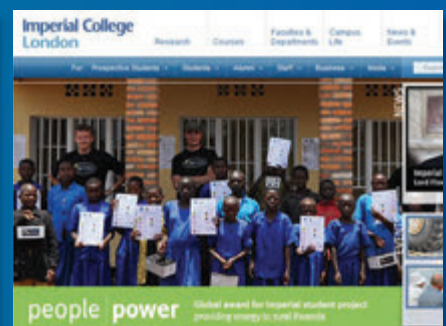 Imperial College
London
Research Courses Faculties & Departments Campus Life News & Events
For: Prospective Students Students Alumni Staff Business Media
Imperial
people power
Global award for Imperial student project
providing energy to rural Rwanda